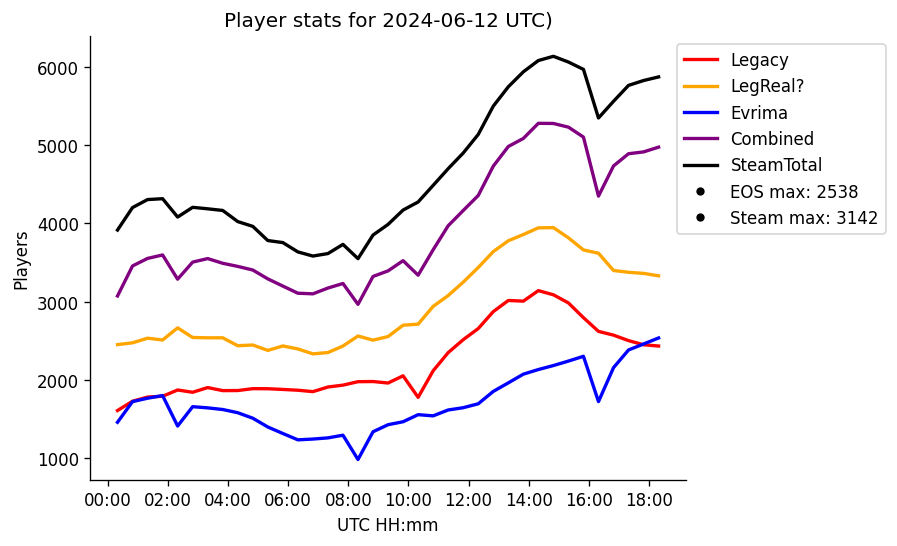 Player stats for 2024-06-12 UTC)
6000
5000
4000
3000
2000
1000
Players
00:00 02:00 04:00 06:00 08:00 10:00 12:00 14:00 16:00 18:00
UTC HH:mm
Legacy
LegReal?
Evrima
Combined
SteamTotal
EOS max: 2538
Steam max: 3142